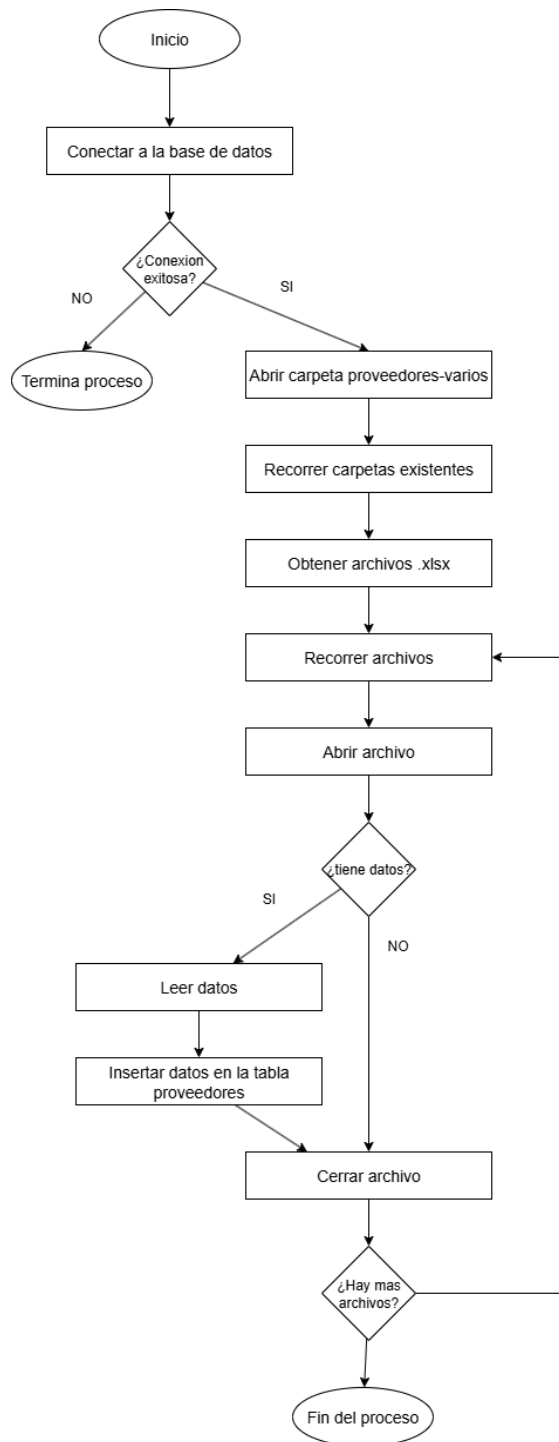 Inicio
Conectar a la base de datos
¿Conexion
exitosa?
NO
SI
Termina proceso
Abrir carpeta proveedores-varios
Recorrer carpetas existentes
Obtener archivos .xlsx
Recorrer archivos
Abrir archivo
¿tiene datos?
SI
NO
Leer datos
Insertar datos en la tabla
proveedores
Cerrar archivo
¿Hay mas
archivos?
Fin del proceso